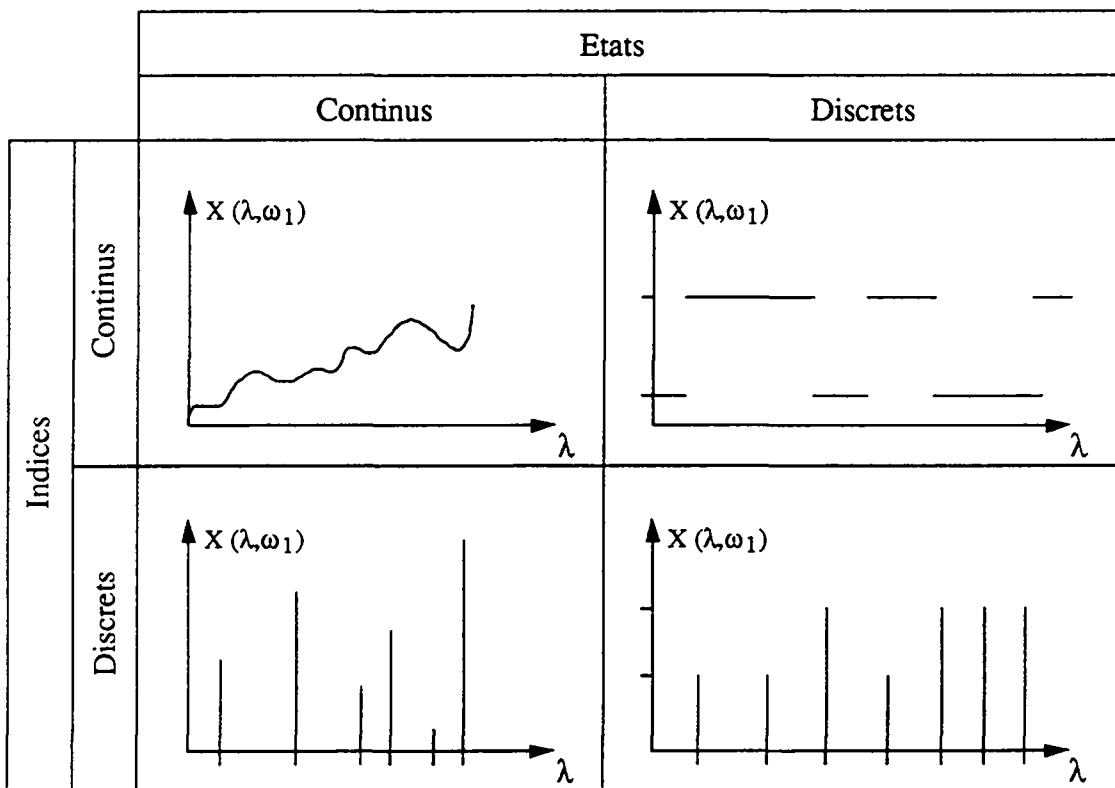 Etats
Continus
Discrets
Indices
Continus
X (λ,ω1)
λ
X (λ,ω1)
λ
Discrets
X (λ,ω1)
λ
X (λ,ω1)
λ